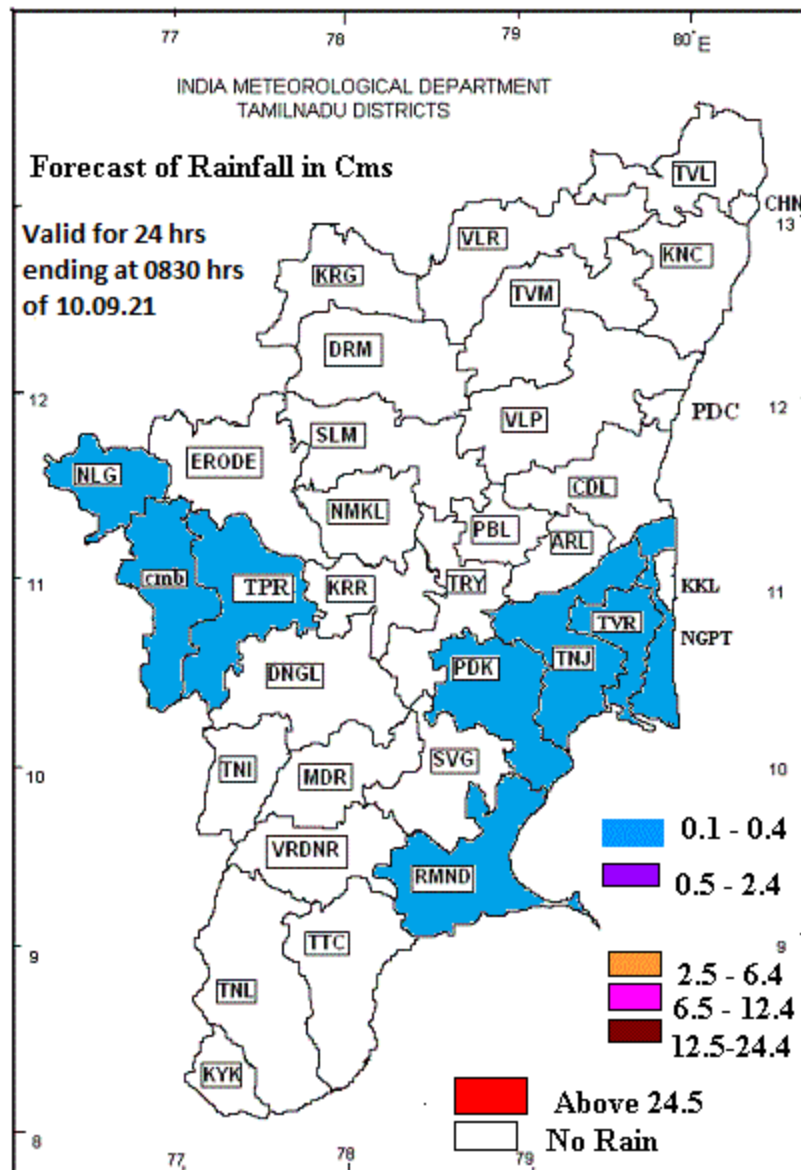 77 78 79 80°E
INDIA METEOROLOGICAL DEPARTMENT
TAMILNADU DISTRICTS
Forecast of Rainfall in Cms
Valid for 24 hrs
ending at 0830 hrs
of 10.09.21
TVL
CHN
13
VLR
KNC
KRG
TVM
DRM
12
12
PDC
SLM
VLP
ERODE
NLG
CDL
NMKL
PBL
ARL
11
cmb
TPR
KRR
TRY
KKL
11
TVR
NGPT
DNGL
PDK
TNJ
10
TNI
MDR
SVG
10
VRDNR
RMND
0.1 - 0.4
0.5 - 2.4
9
TTC
9
TNL
2.5 - 6.4
6.5 - 12.4
12.5-24.4
KYK
Above 24.5
No Rain
8
77 78 79